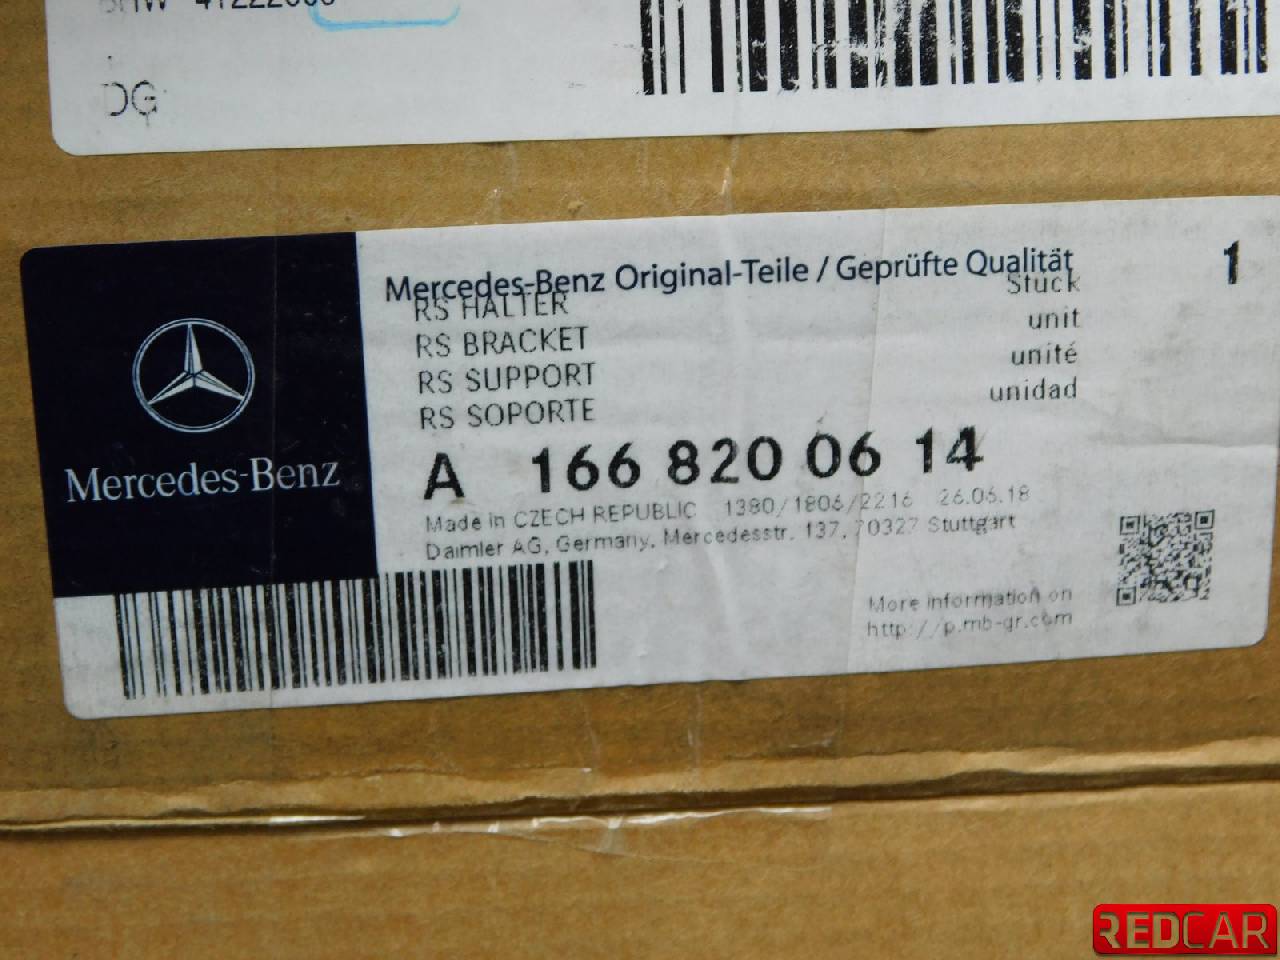 DG
Mercedes-Benz Original-Teile / Geprüfte Qualität 1
RS HALTER Stück
RS BRACKET unit
RS SUPPORT unité
RS SOPORTE unidad
Mercedes-Benz
A 166 820 06 14
Made in CZECH REPUBLIC 1380/1806/2216 26.06.18
Daimler AG, Germany, Mercedesstr. 137, 70327 Stuttgart
More information on
http://p.mb-qr.com
REDCAR